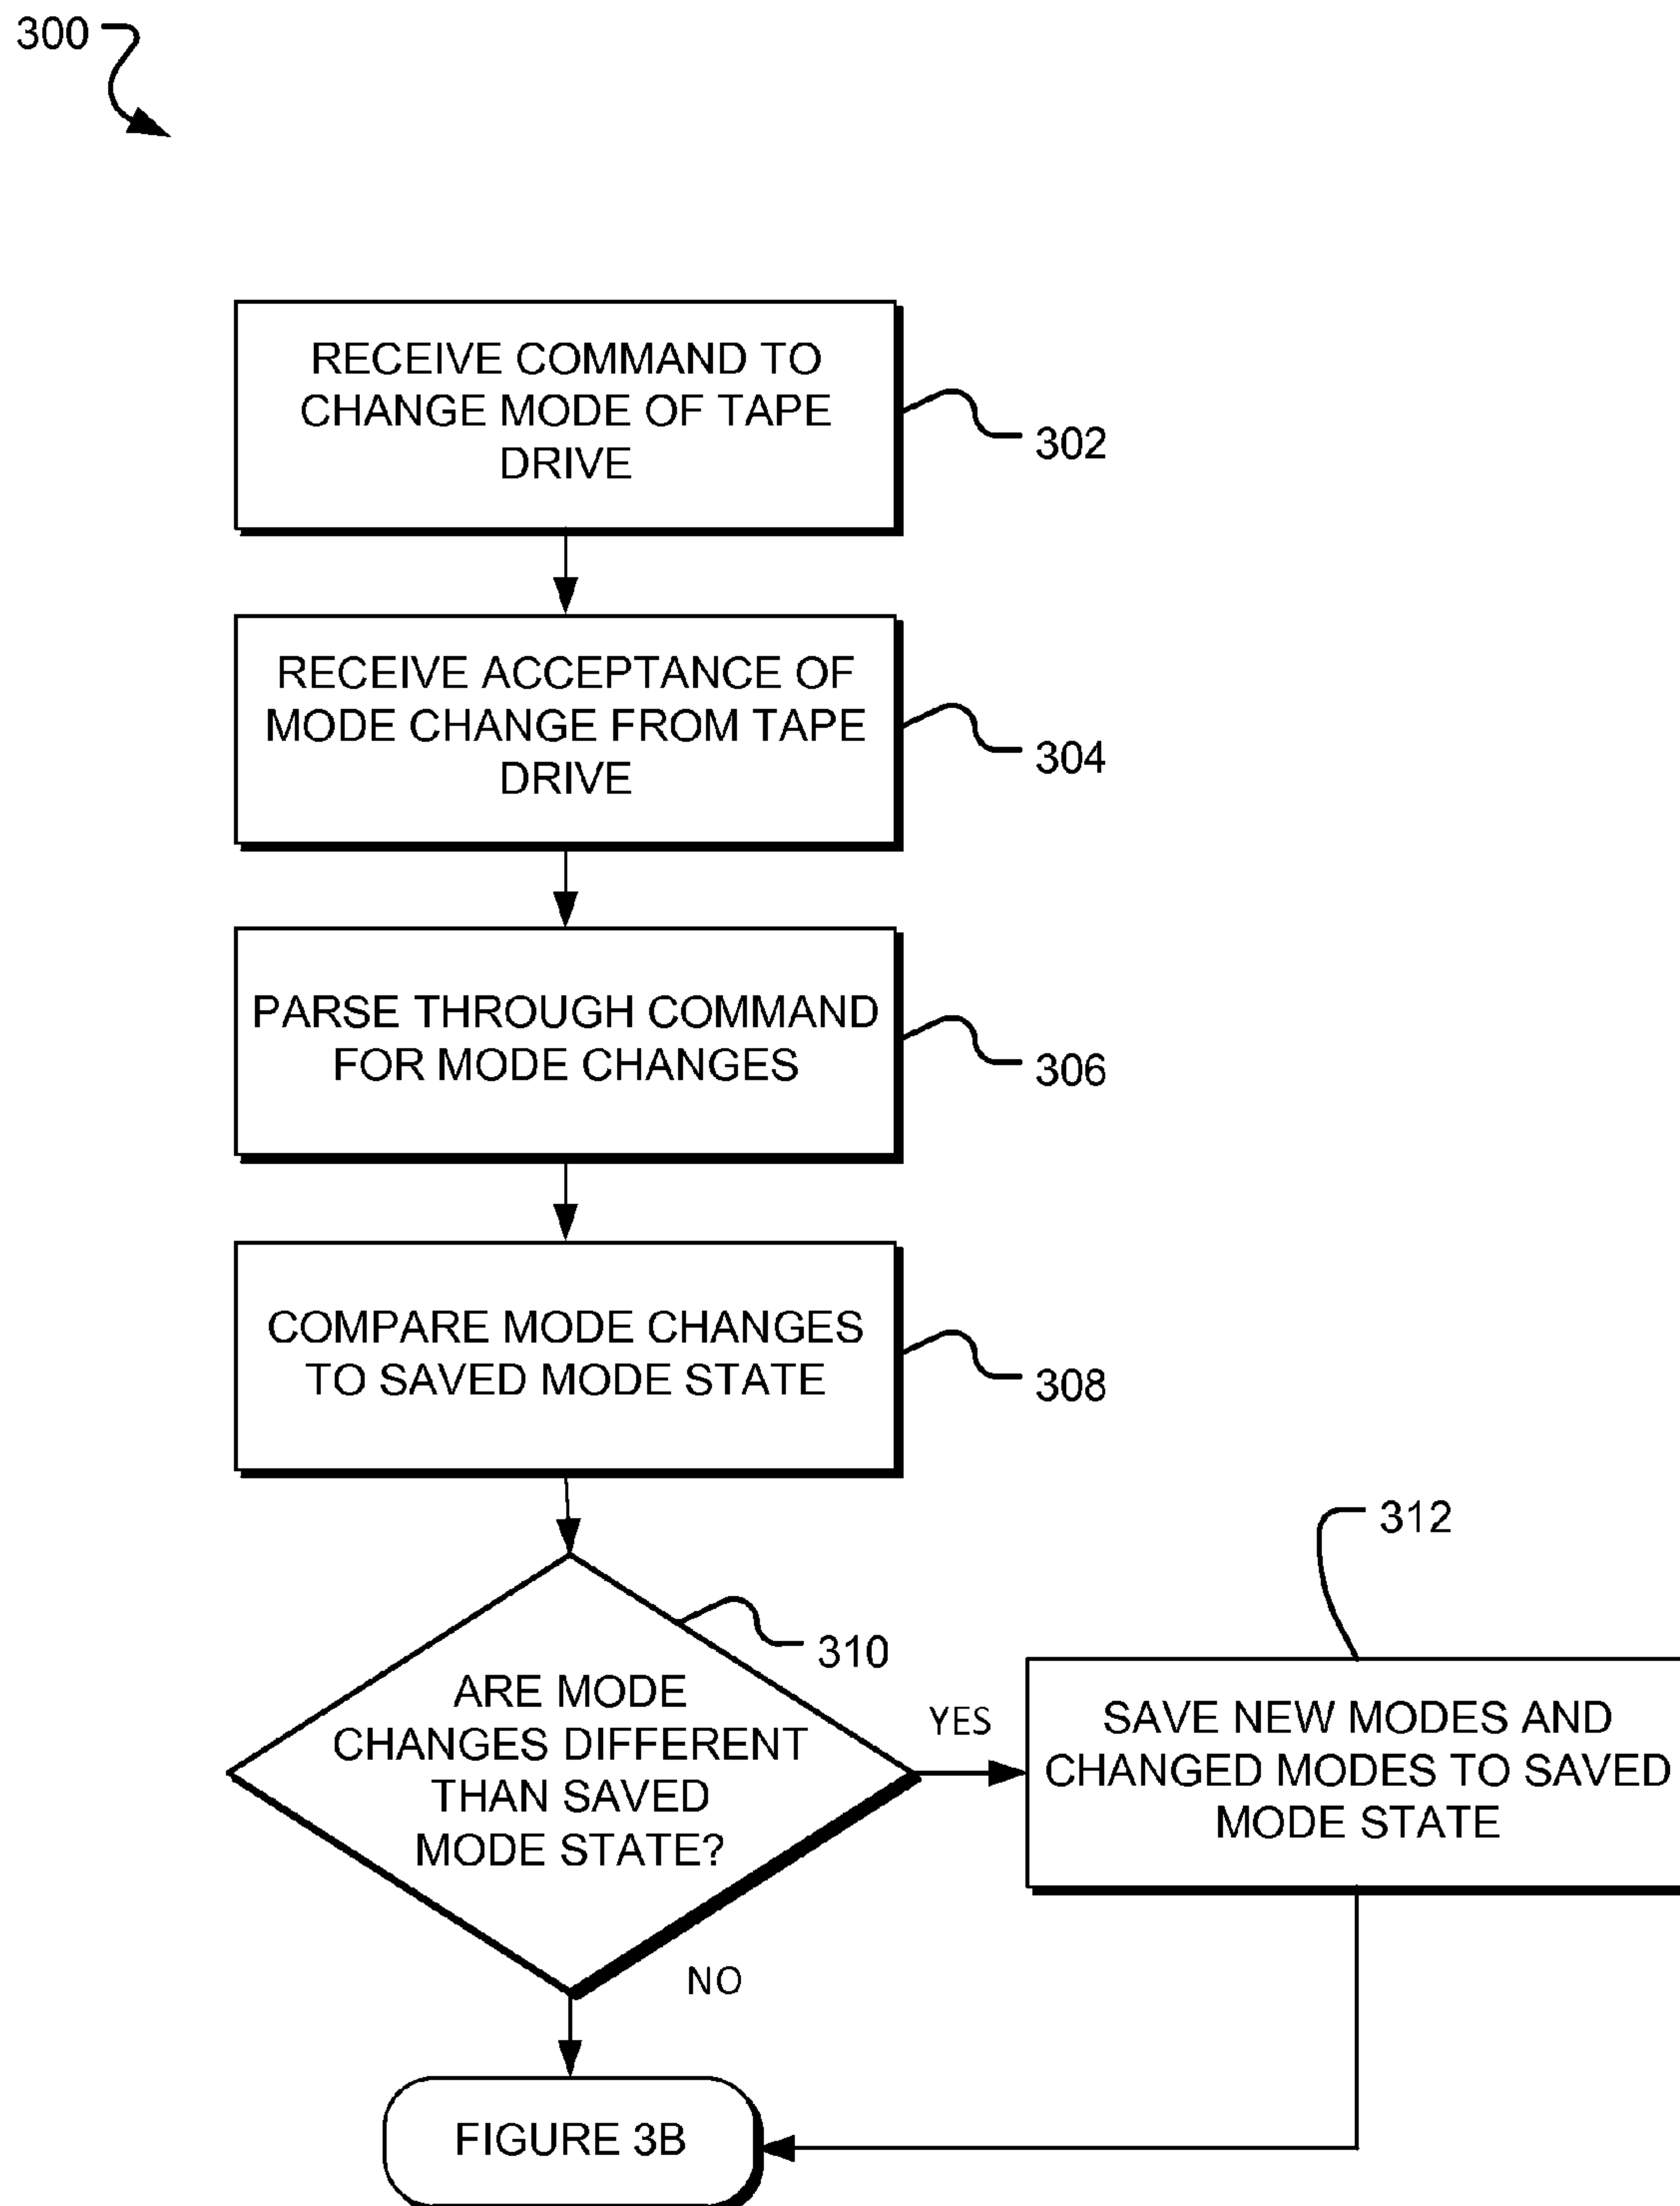 300
RECEIVE COMMAND TO
CHANGE MODE OF TAPE
DRIVE
302
RECEIVE ACCEPTANCE OF
MODE CHANGE FROM TAPE
DRIVE
304
PARSE THROUGH COMMAND
FOR MODE CHANGES
306
COMPARE MODE CHANGES
TO SAVED MODE STATE
308
ARE MODE
CHANGES DIFFERENT
THAN SAVED
MODE STATE?
310
YES
312
SAVE NEW MODES AND
CHANGED MODES TO SAVED
MODE STATE
NO
FIGURE 3B